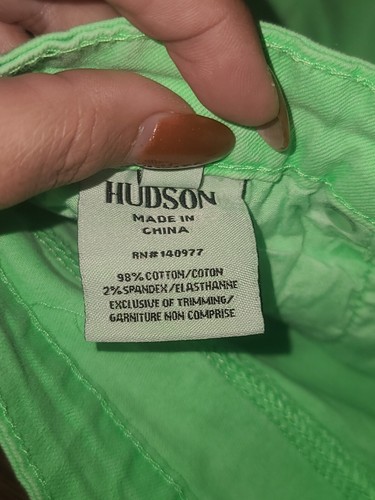 HUDSON
MADE IN
CHINA
RN# 140977
98% COTTON/COTON
2% SPANDEX/ELASTHANNE
EXCLUSIVE OF TRIMMING/
GARNITURE NON COMPRISE